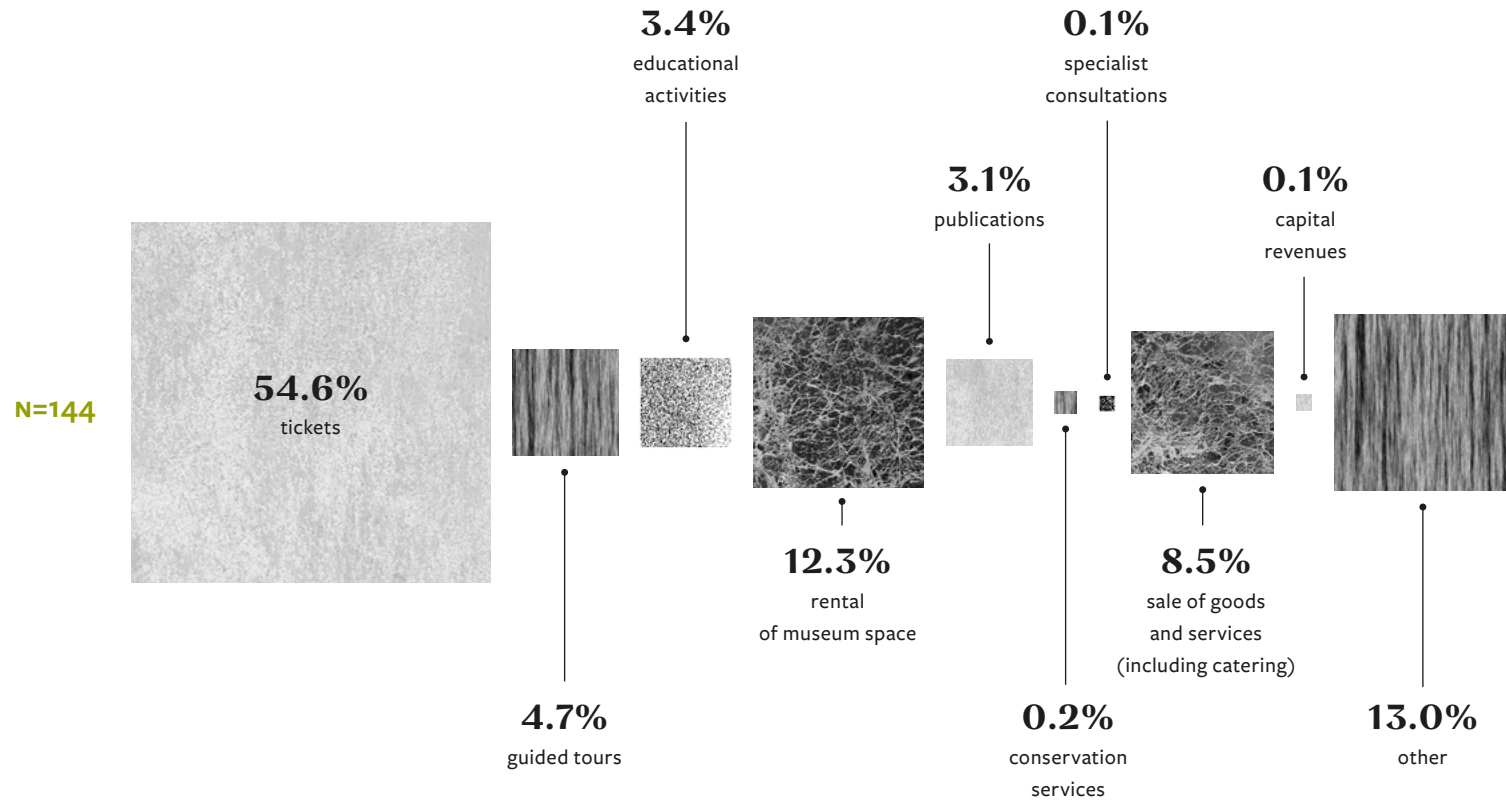 3.4%
educational
activities
0.1%
specialist
consultations
3.1%
publications
0.1%
capital
revenues
N=144
54.6%
tickets
12.3%
rental
of museum space
8.5%
sale of goods
and services
(including catering)
4.7%
guided tours
0.2%
conservation
services
13.0%
other